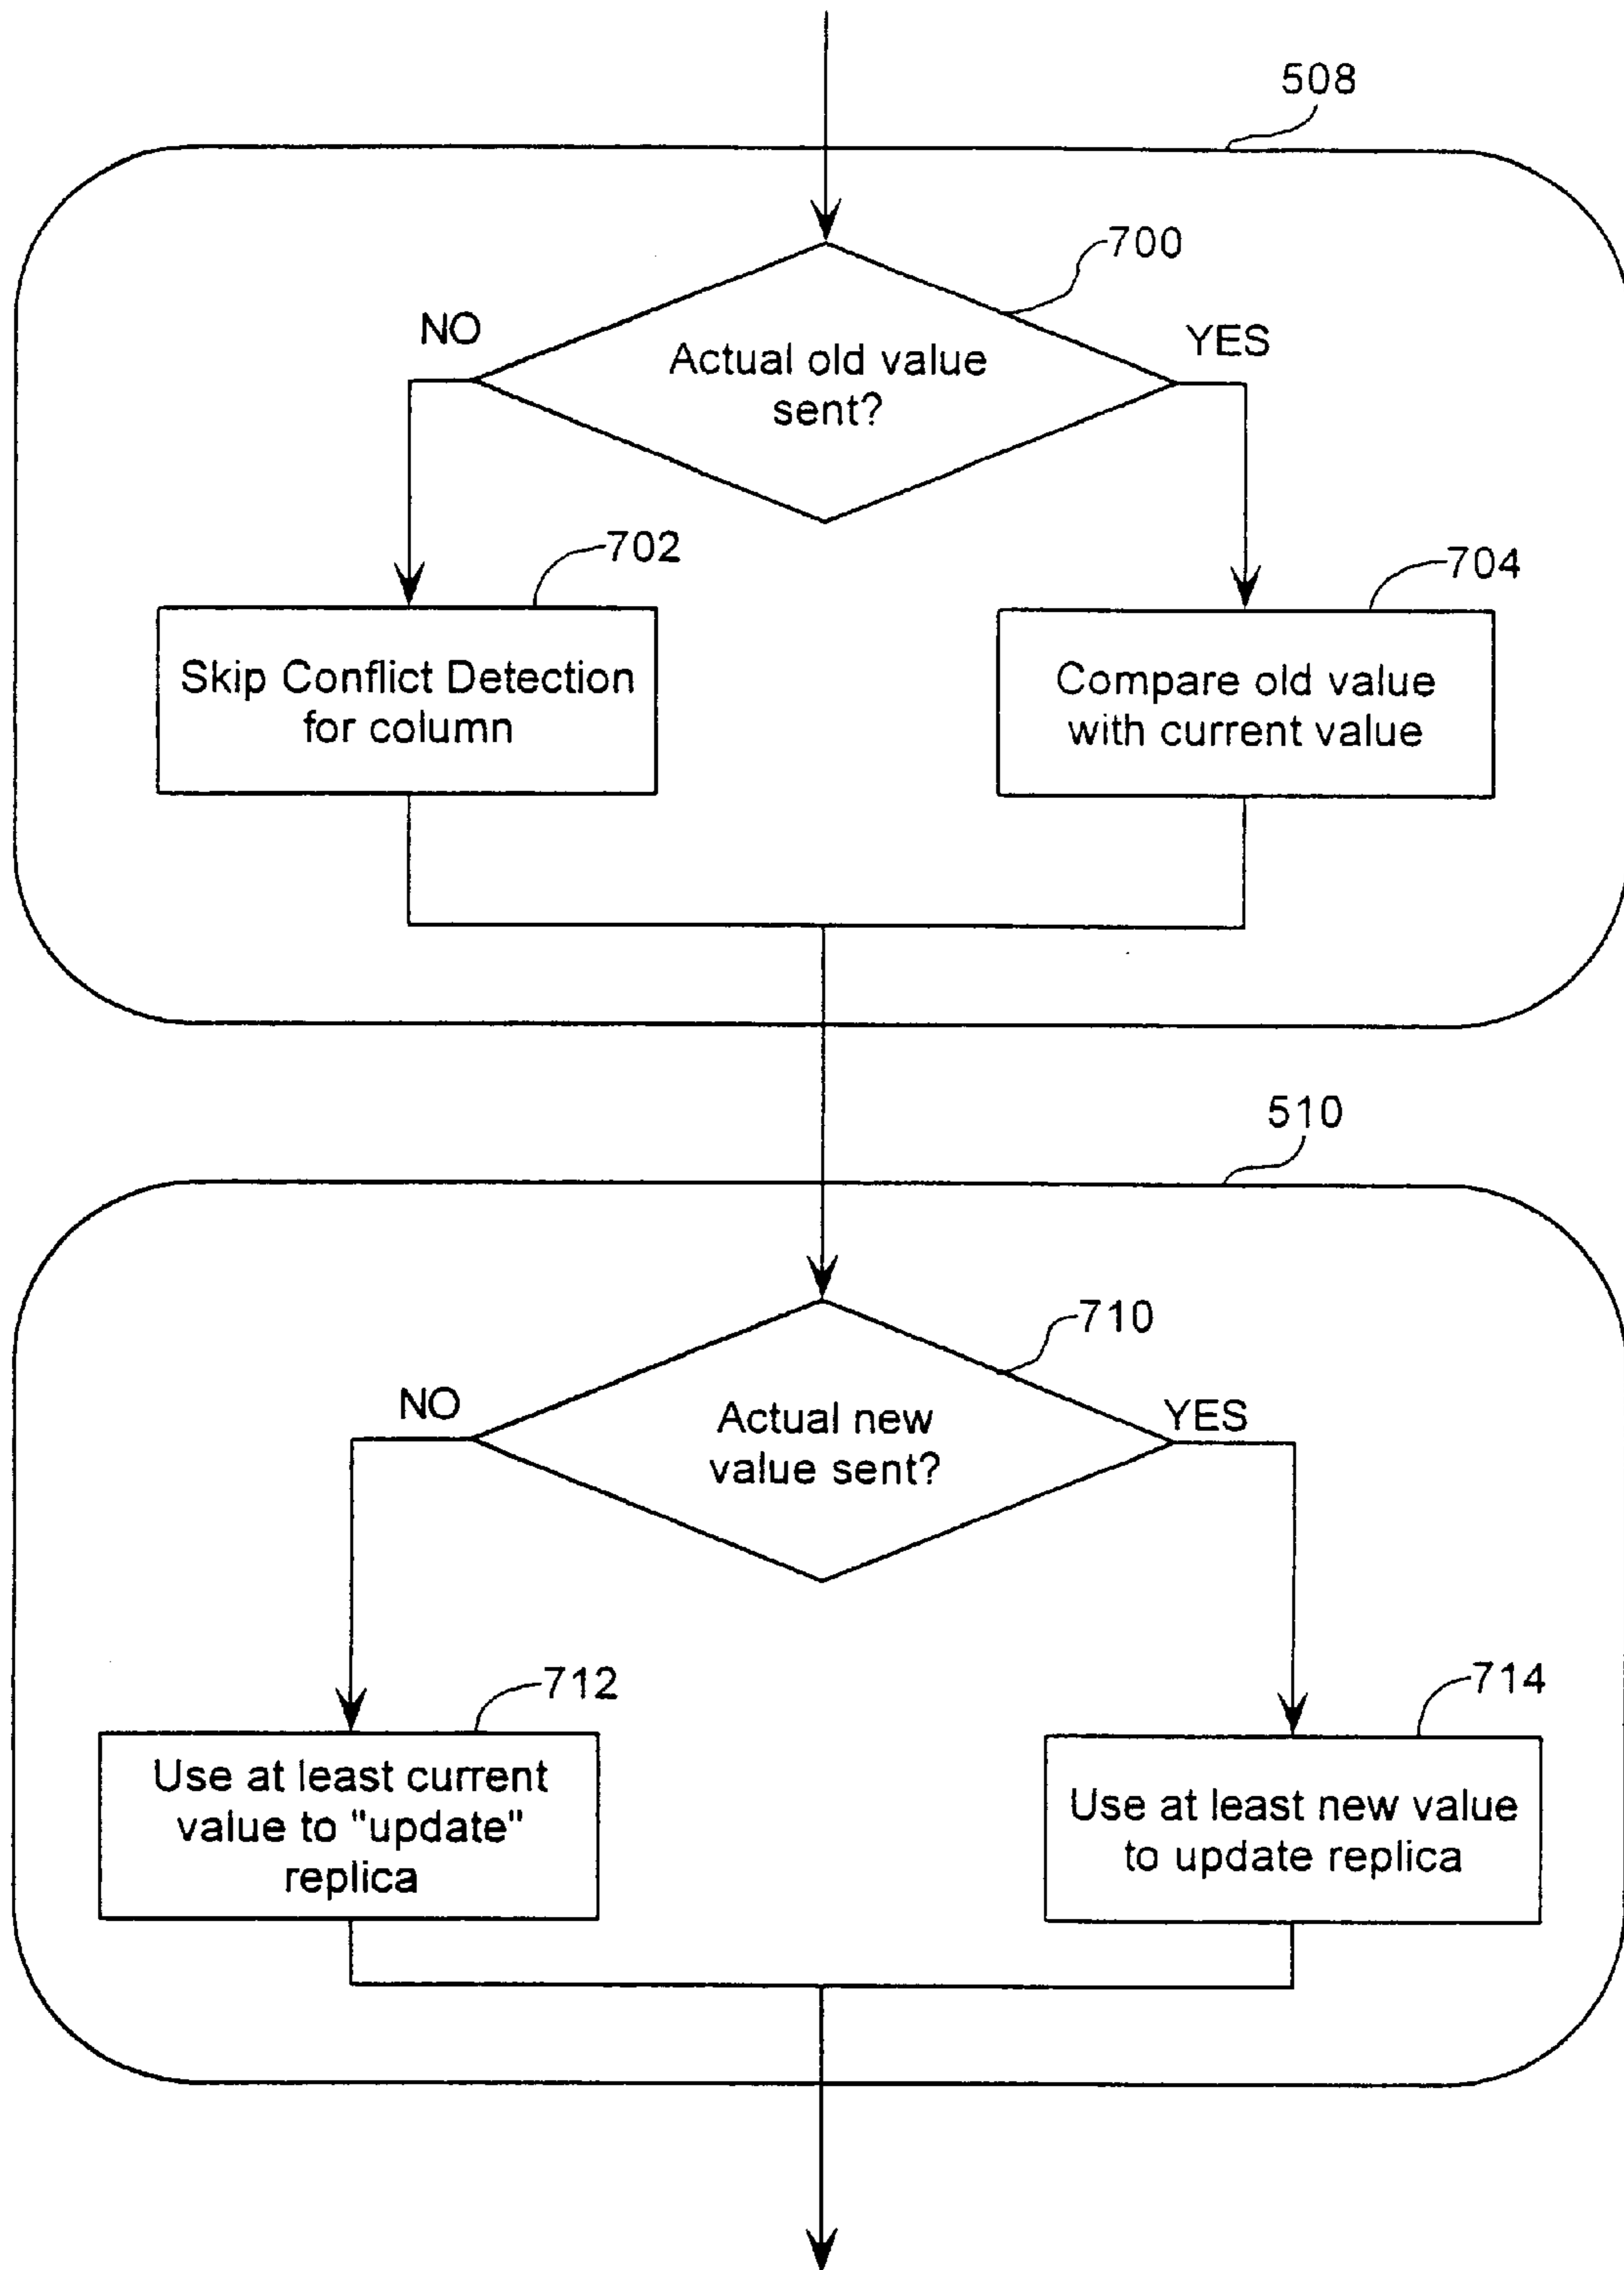 508
700
NO
YES
Actual old value
sent?
702
704
Skip Conflict Detection
for column
Compare old value
with current value
510
710
NO
YES
Actual new
value sent?
712
714
Use at least current
value to "update"
replica
Use at least new value
to update replica